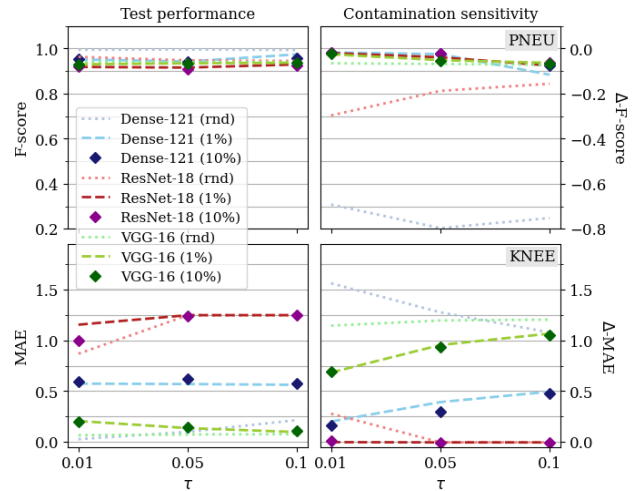 Test performance
Contamination sensitivity
1.0
0.8
0.6
0.4
0.2
F-score
PNEU
0.0
−0.2
−0.4
−0.6
−0.8
Δ-F-score
Dense-121 (rnd)
Dense-121 (1%)
Dense-121 (10%)
ResNet-18 (rnd)
ResNet-18 (1%)
ResNet-18 (10%)
VGG-16 (rnd)
VGG-16 (1%)
VGG-16 (10%)
1.5
1.0
0.5
0.0
MAE
KNEE
1.5
1.0
0.5
0.0
Δ-MAE
0.01 0.05 0.1
τ
0.01 0.05 0.1
τ